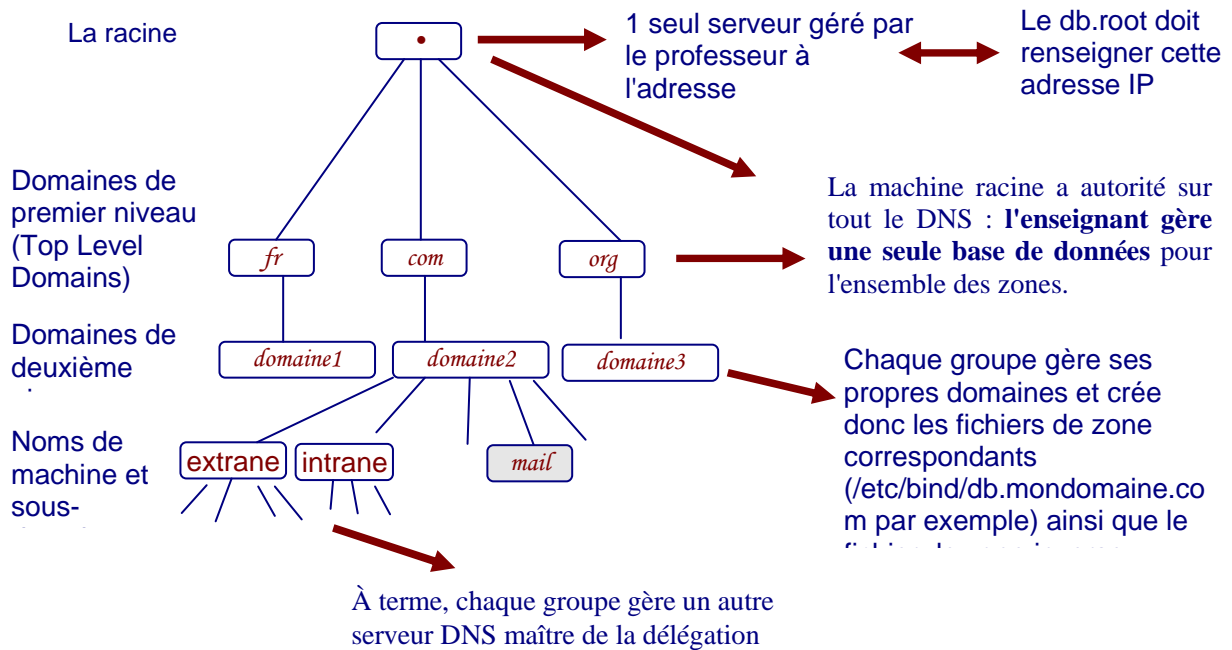 La racine
•
1 seul serveur géré par
le professeur à
l'adresse
Le db.root doit
renseigner cette
adresse IP
Domaines de
premier niveau
(Top Level
Domains)
fr
com
org
La machine racine a autorité sur
tout le DNS : l'enseignant gère
une seule base de données pour
l'ensemble des zones.
Domaines de
deuxième
domaine1
domaine2
domaine3
Chaque groupe gère ses
propres domaines et crée
donc les fichiers de zone
correspondants
(/etc/bind/db.mondomaine.co
m par exemple) ainsi que le
Noms de
machine et
sous-
extrane
intrane
mail
À terme, chaque groupe gère un autre
serveur DNS maître de la délégation